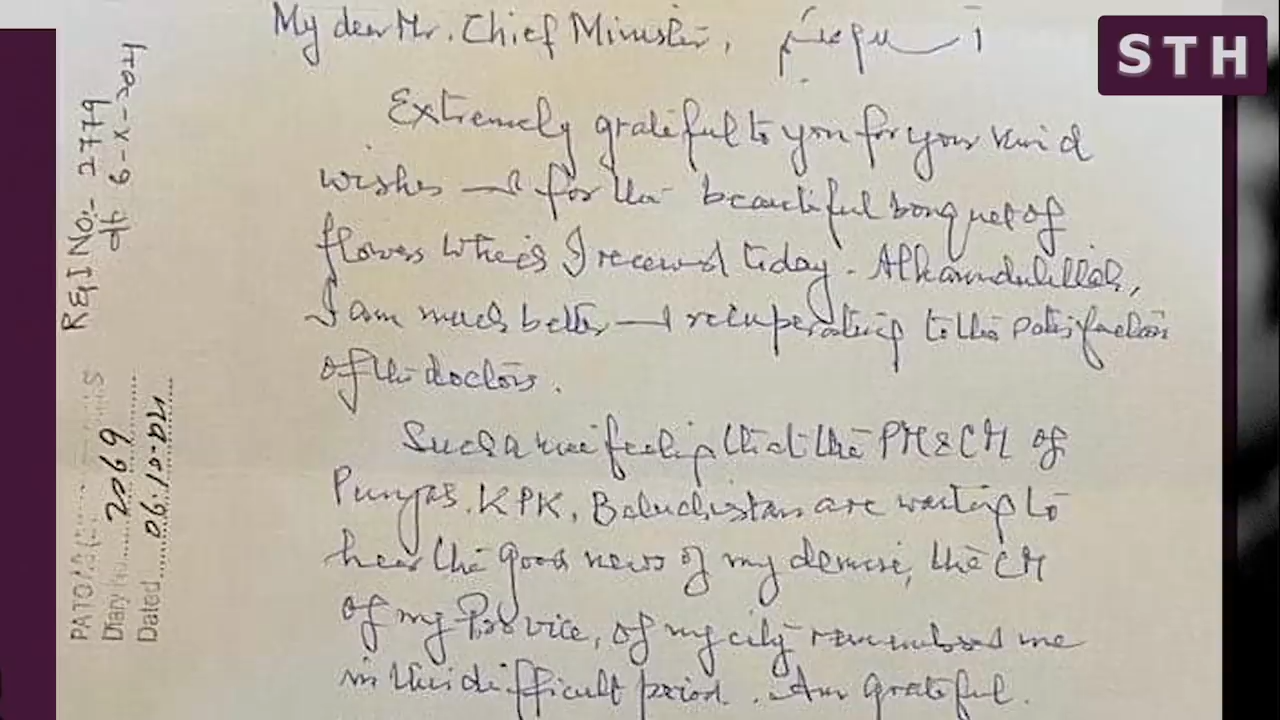 STH
My dear Mr. Chief Minister,
Extremely grateful to you for your kind
wishes and for the beautiful bouquet of
flowers which I received today. Alhamdulillah,
I am much better and recuperating to the satisfaction
of the doctors.
Such a nice feeling that the PM & CM of
Punjab, KPK, Baluchistan are waiting to
hear the good news of my demise, the CM
of my Province, of my city remembered me
in this difficult period. Am grateful.
REJ No:- 2779
dt 6-X-2021
Diary No. 2069
Dated 06.10.021